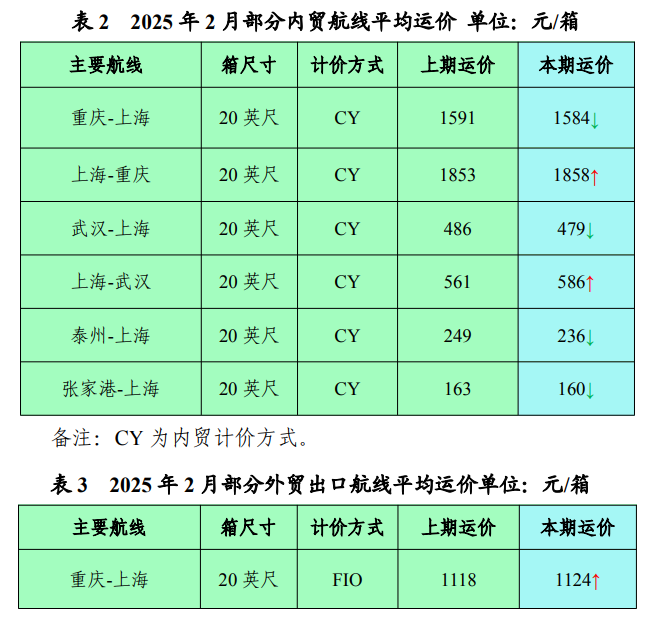 表 2 2025 年 2 月部分内贸航线平均运价 单位：元/箱
主要航线 箱尺寸 计价方式 上期运价 本期运价
重庆-上海 20 英尺 CY 1591 1584↓
上海-重庆 20 英尺 CY 1853 1858↑
武汉-上海 20 英尺 CY 486 479↓
上海-武汉 20 英尺 CY 561 586↑
泰州-上海 20 英尺 CY 249 236↓
张家港-上海 20 英尺 CY 163 160↓
备注：CY 为内贸计价方式。
表 3 2025 年 2 月部分外贸出口航线平均运价单位：元/箱
主要航线 箱尺寸 计价方式 上期运价 本期运价
重庆-上海 20 英尺 FIO 1118 1124↑